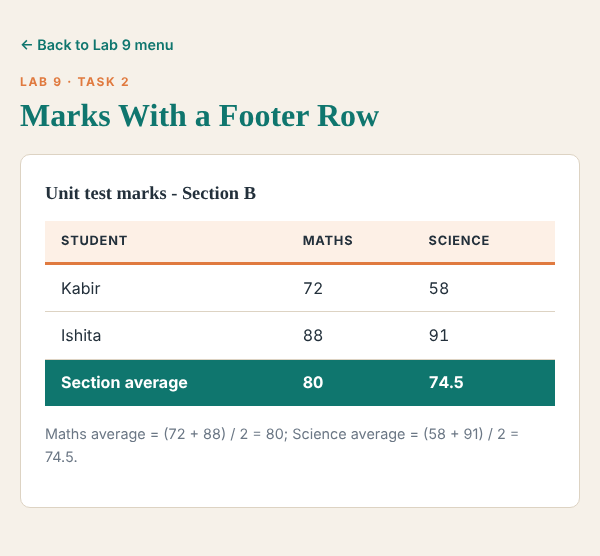 ← Back to Lab 9 menu
LAB 9 · TASK 2
Marks With a Footer Row
Unit test marks - Section B
STUDENT MATHS SCIENCE
Kabir 72 58
Ishita 88 91
Section average 80 74.5
Maths average = (72 + 88) / 2 = 80; Science average = (58 + 91) / 2 =
74.5.